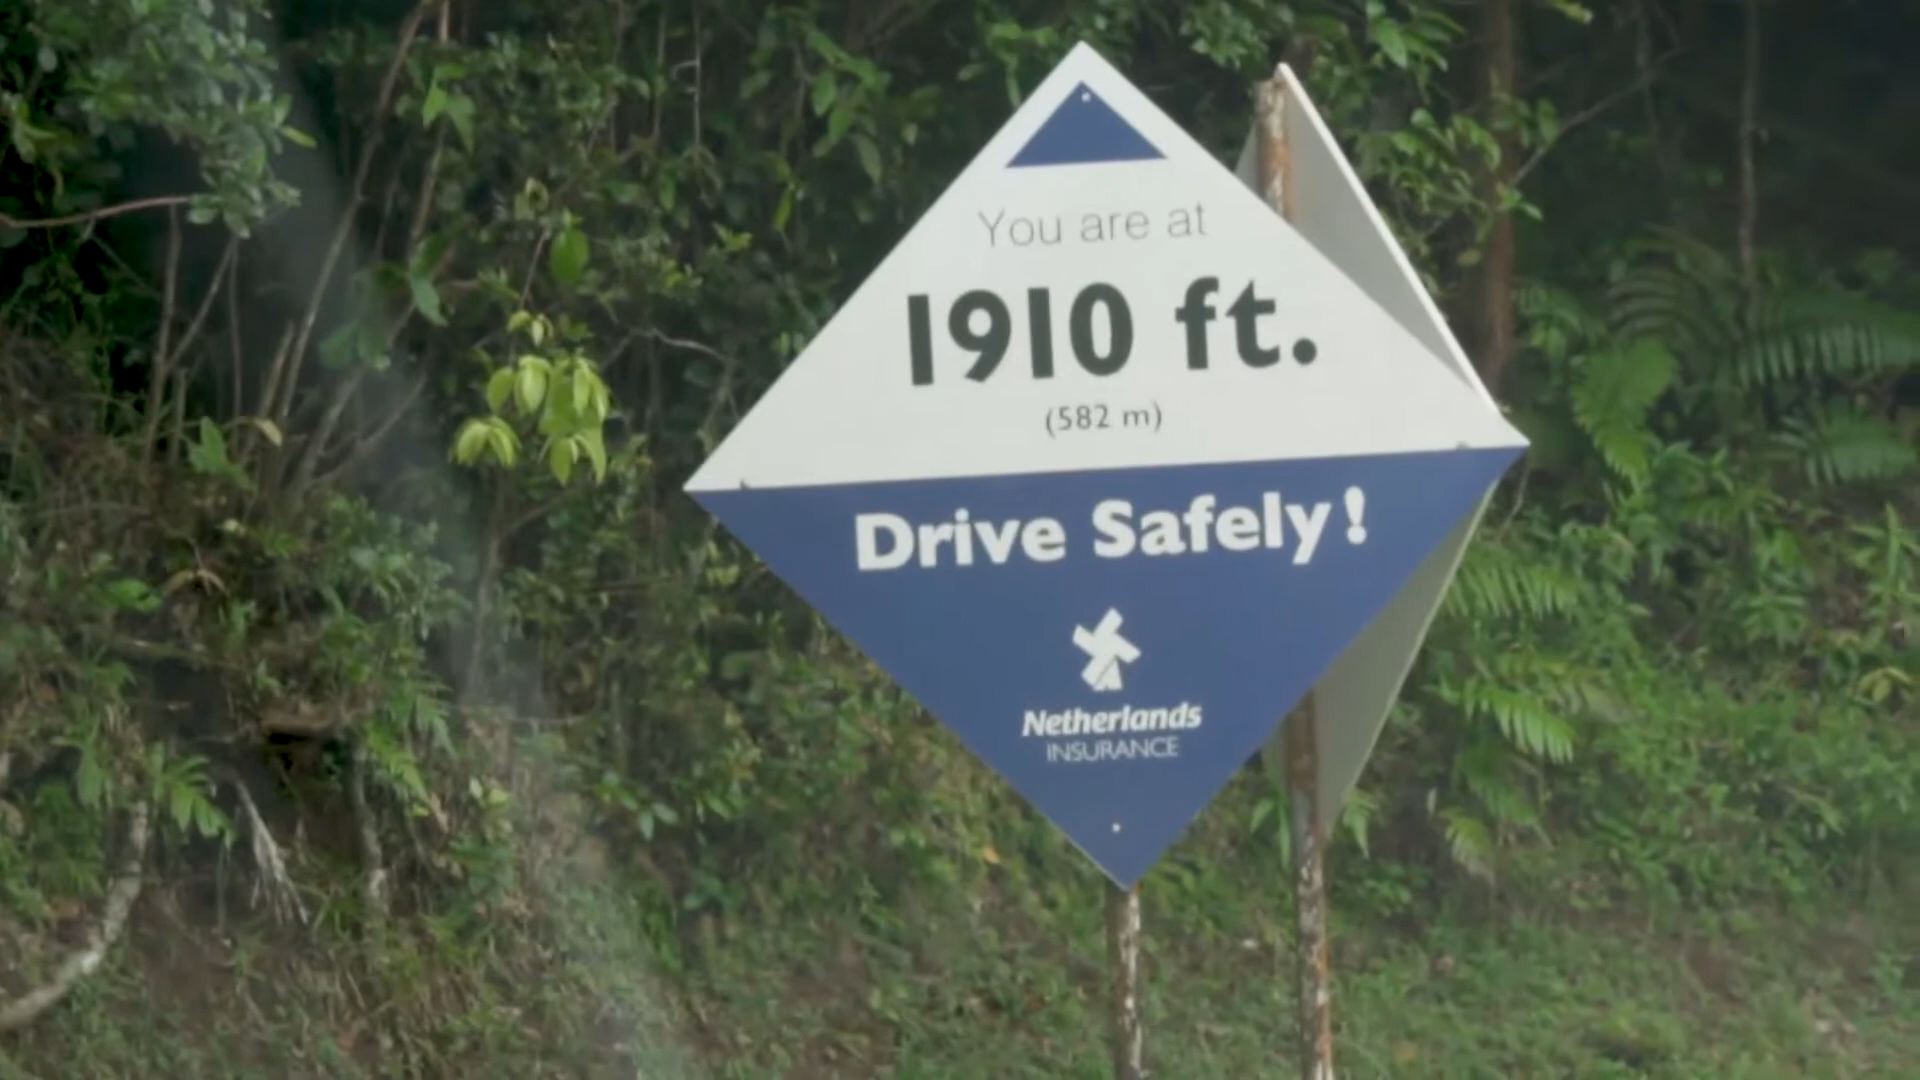 You are at
1910 ft.
(582 m)
Drive Safely!
Netherlands
INSURANCE